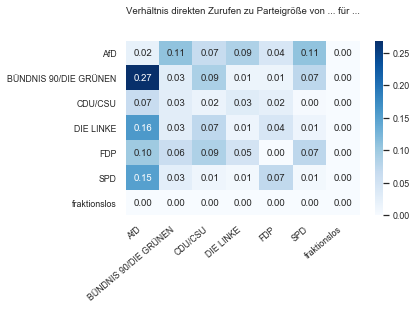 Verhältnis direkten Zurufen zu Parteigröße von ... für ...
AfD 0.02 0.11 0.07 0.09 0.04 0.11 0.00
BÜNDNIS 90/DIE GRÜNEN 0.27 0.03 0.09 0.01 0.01 0.07 0.00
CDU/CSU 0.07 0.03 0.02 0.03 0.02 0.00 0.00
DIE LINKE 0.16 0.03 0.07 0.01 0.04 0.01 0.00
FDP 0.10 0.06 0.09 0.05 0.00 0.07 0.00
SPD 0.15 0.03 0.01 0.01 0.07 0.01 0.00
fraktionslos 0.00 0.00 0.00 0.00 0.00 0.00 0.00
AfD
BÜNDNIS 90/DIE GRÜNEN
CDU/CSU
DIE LINKE
FDP
SPD
fraktionslos
0.25
0.20
0.15
0.10
0.05
0.00